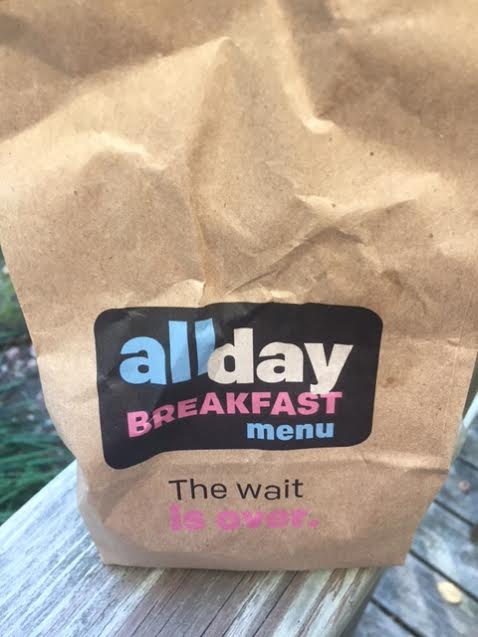 allday
BREAKFAST
menu
The wait
is over.